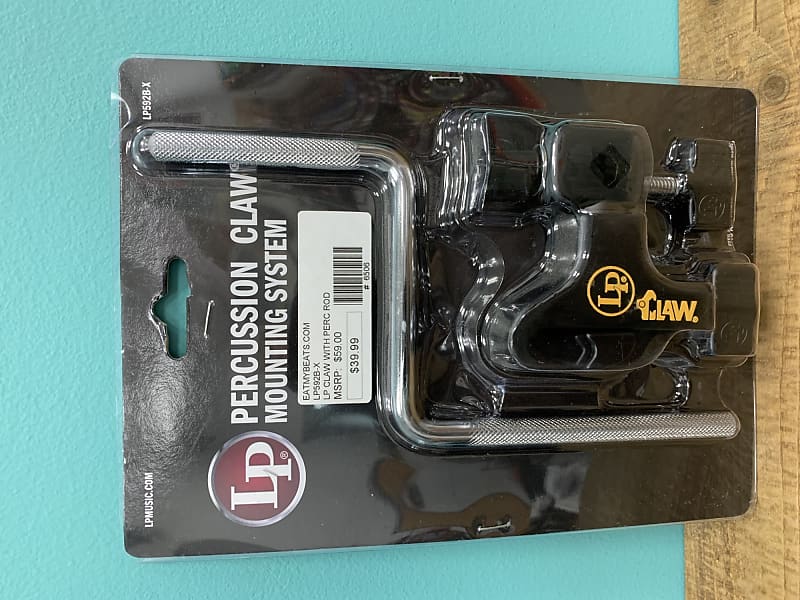 LP592B-X
PERCUSSION CLAW®
MOUNTING SYSTEM
LP®
LPMUSIC.COM
EATMYBEATS.COM
LP592B-X
LP CLAW WITH PERC ROD
MSRP: $59.00
$39.99
# 6506
LP®
CLAW®